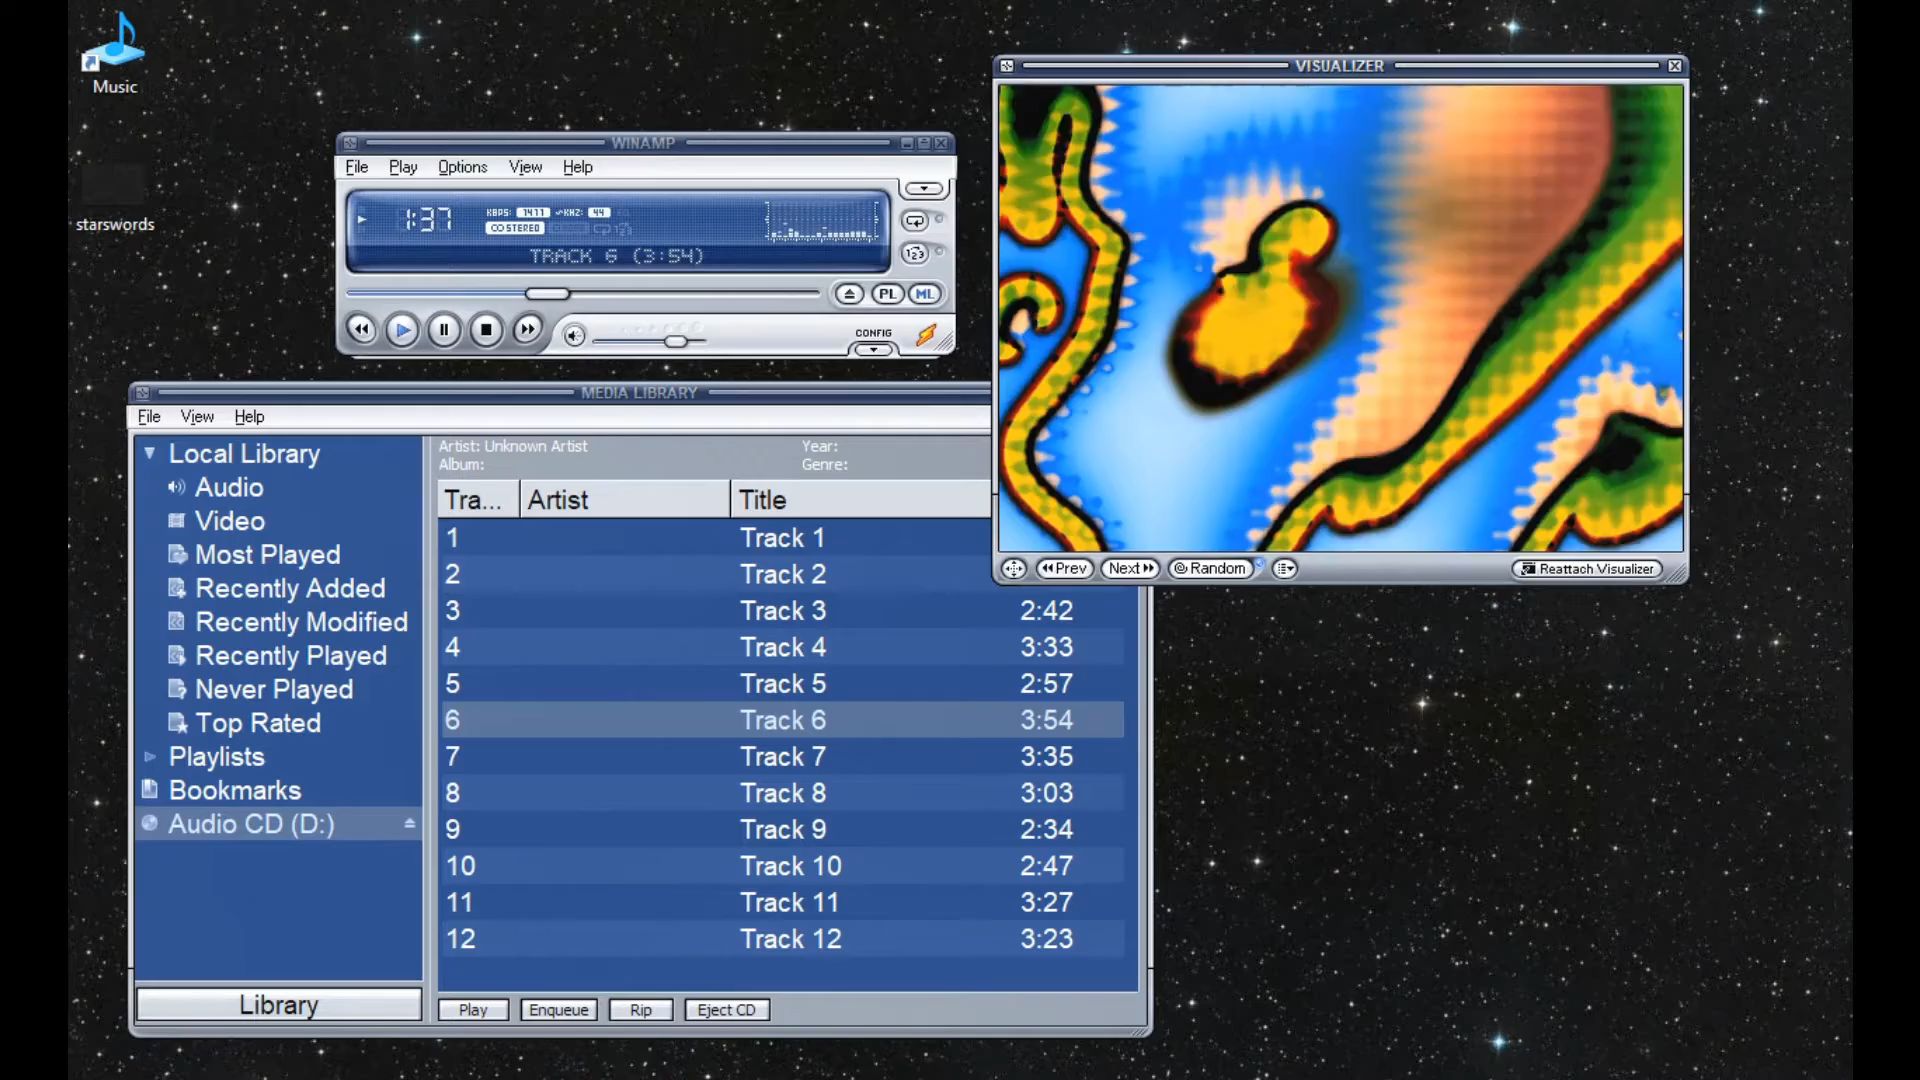 Music
starswords
WINAMP
File Play Options View Help
1:37
KBPS: 1411 KHZ: 44
STEREO
TRACK 6 (3:54)
PL ML
CONFIG
VISUALIZER
Prev Next Random Reattach Visualizer
MEDIA LIBRARY
File View Help
Local Library
Audio
Video
Most Played
Recently Added
Recently Modified
Recently Played
Never Played
Top Rated
Playlists
Bookmarks
Audio CD (D:)
Library
Artist: Unknown Artist Year:
Album: Genre:
Tra... Artist Title
1 Track 1
2 Track 2
3 Track 3 2:42
4 Track 4 3:33
5 Track 5 2:57
6 Track 6 3:54
7 Track 7 3:35
8 Track 8 3:03
9 Track 9 2:34
10 Track 10 2:47
11 Track 11 3:27
12 Track 12 3:23
Play Enqueue Rip Eject CD